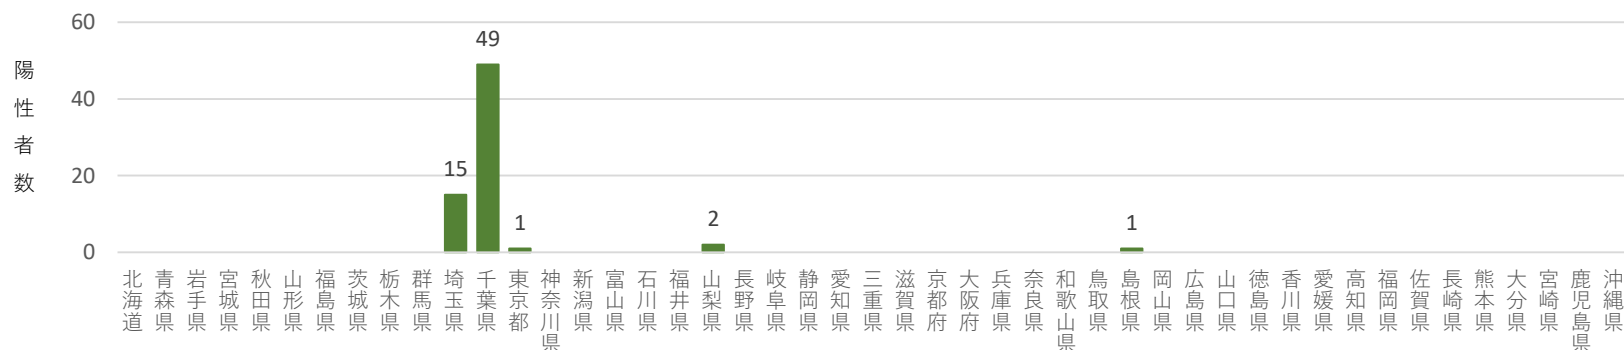 陽性者数
60
40
20
0
15
49
1
2
1
北海道
青森県
岩手県
宮城県
秋田県
山形県
福島県
茨城県
栃木県
群馬県
埼玉県
千葉県
東京都
神奈川県
新潟県
富山県
石川県
福井県
山梨県
長野県
岐阜県
静岡県
愛知県
三重県
滋賀県
京都府
大阪府
兵庫県
奈良県
和歌山県
鳥取県
島根県
岡山県
広島県
山口県
徳島県
香川県
愛媛県
高知県
福岡県
佐賀県
長崎県
熊本県
大分県
宮崎県
鹿児島県
沖縄県